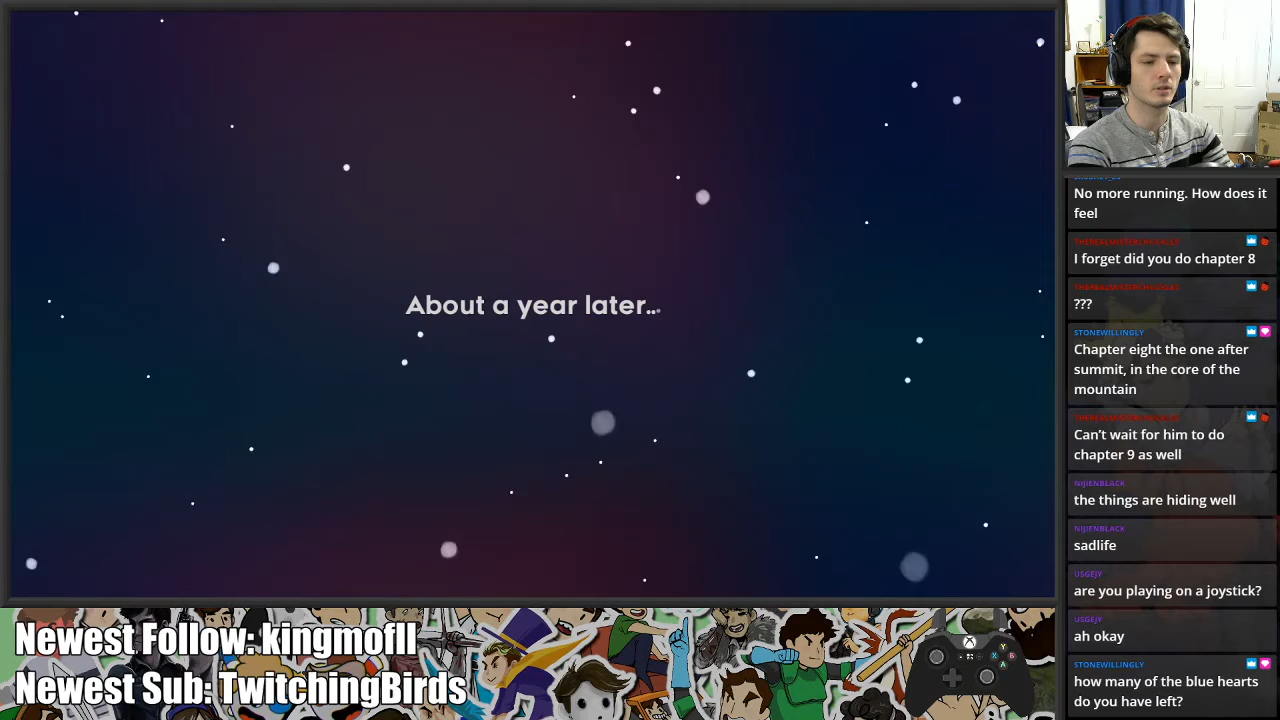 About a year later...
No more running. How does it
feel
I forget did you do chapter 8
???
STONEWILLINGLY
Chapter eight the one after
summit, in the core of the
mountain
Can't wait for him to do
chapter 9 as well
NIJIENBLACK
the things are hiding well
NIJIENBLACK
sadlife
USGEJY
are you playing on a joystick?
USGEJY
ah okay
STONEWILLINGLY
how many of the blue hearts
do you have left?
Newest Follow: kingmofll
Newest Sub: TwitchingBirds